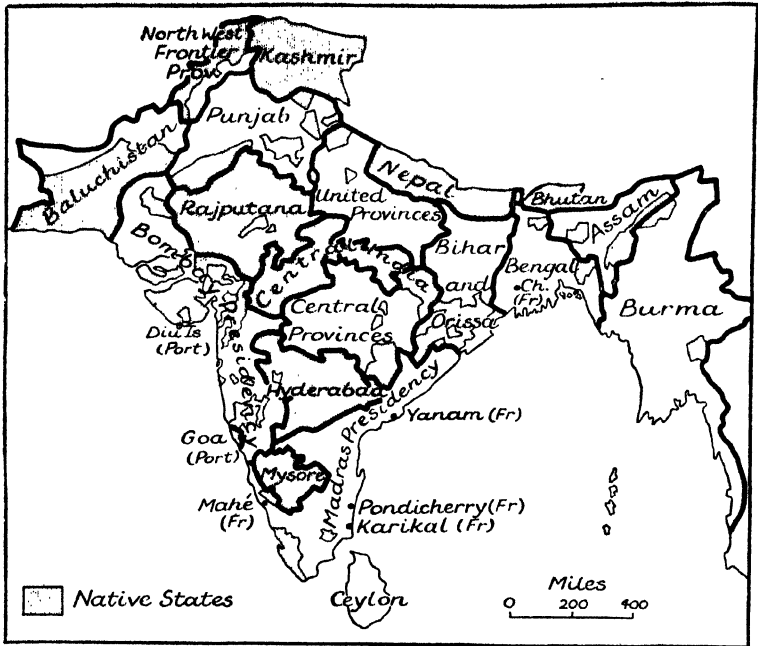 North West
Frontier
Prov.
Kashmir
Punjab
Baluchistan
Rajputana
United
Provinces
Nepal
Bhutan
Assam
Bombay Presidency
Central India
Bihar
and
Orissa
Bengal
Ch.
(Fr)
Burma
Central
Provinces
Diu Is
(Port)
Hyderabad
Madras Presidency
Yanam (Fr)
Goa
(Port)
Mysore
Mahé
(Fr)
Pondicherry (Fr)
Karikal (Fr)
Ceylon
Native States
Miles
0 200 400